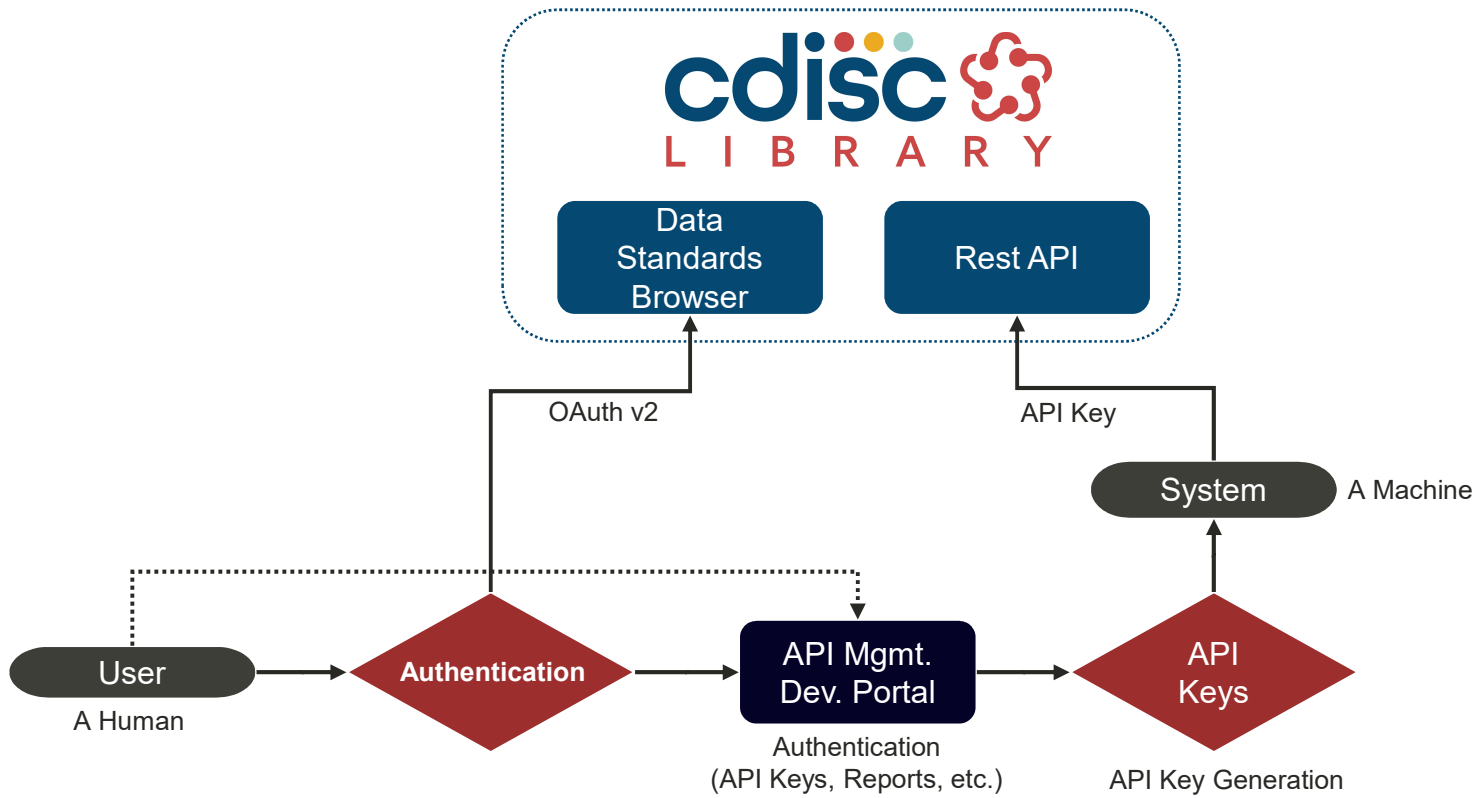 cdisc
LIBRARY
Data
Standards
Browser
Rest API
OAuth v2
API Key
System
A Machine
User
A Human
Authentication
API Mgmt.
Dev. Portal
Authentication
(API Keys, Reports, etc.)
API
Keys
API Key Generation